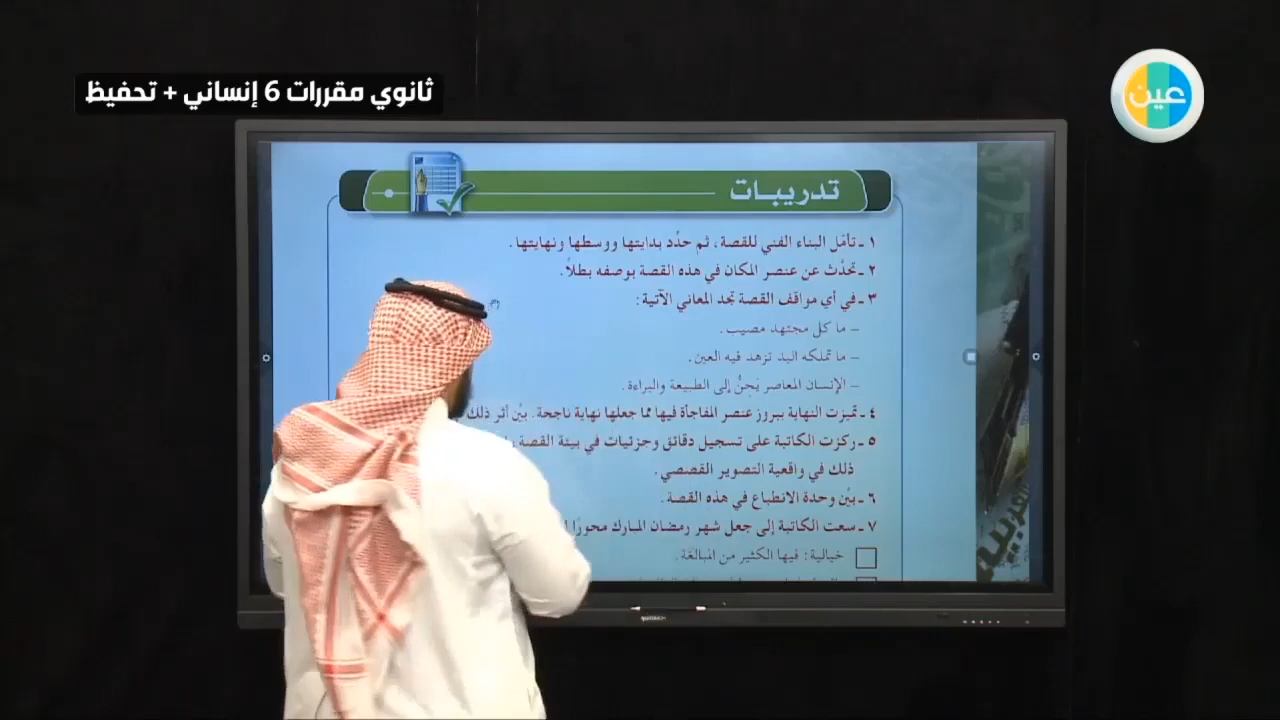 ثانوي مقررات 6 إنساني + تحفيظ
عين
تدريبات
١ ـ تأمّل البناء الفني للقصة، ثم حدِّد بدايتها ووسطها ونهايتها.
٢ ـ تحدَّث عن عنصر المكان في هذه القصة بوصفه بطلاً.
٣ ـ في أي مواقف القصة تجد المعاني الآتية:
– ما كل مجتهد مصيب.
– ما تملكه اليد تزهد فيه العين.
– الإنسان المعاصر يَحِنُّ إلى الطبيعة والبراءة.
٤ ـ تميزت النهاية ببروز عنصر المفاجأة فيها مما جعلها نهاية ناجحة. بيِّن أثر ذلك
٥ ـ ركزت الكاتبة على تسجيل دقائق وجزئيات في بيئة القصة
ذلك في واقعية التصوير القصصي.
٦ ـ بيِّن وحدة الانطباع في هذه القصة.
٧ ـ سعت الكاتبة إلى جعل شهر رمضان المبارك محورًا
خيالية: فيها الكثير من المبالغة.